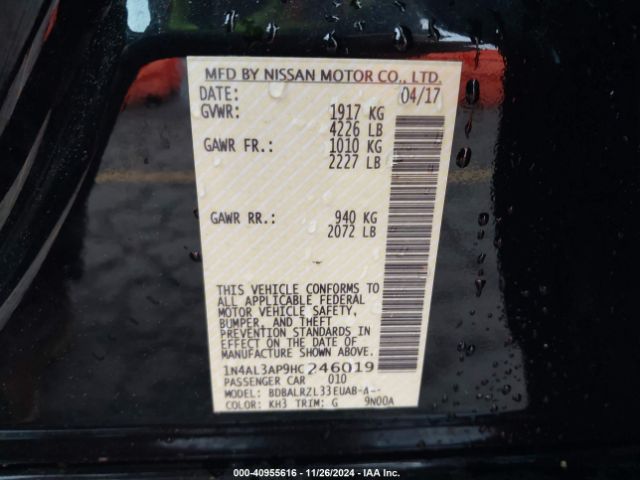 MFD BY NISSAN MOTOR CO., LTD.
DATE: 04/17
GVWR: 1917 KG
4226 LB
GAWR FR.: 1010 KG
2227 LB
GAWR RR.: 940 KG
2072 LB
THIS VEHICLE CONFORMS TO
ALL APPLICABLE FEDERAL
MOTOR VEHICLE SAFETY,
BUMPER, AND THEFT
PREVENTION STANDARDS IN
EFFECT ON THE DATE OF
MANUFACTURE SHOWN ABOVE.
1N4AL3AP9HC246019
PASSENGER CAR 010
MODEL: BDBALRZL33EUAB-A--
COLOR: KH3 TRIM: G 9N00A
000-40955616 - 11/26/2024 - IAA Inc.